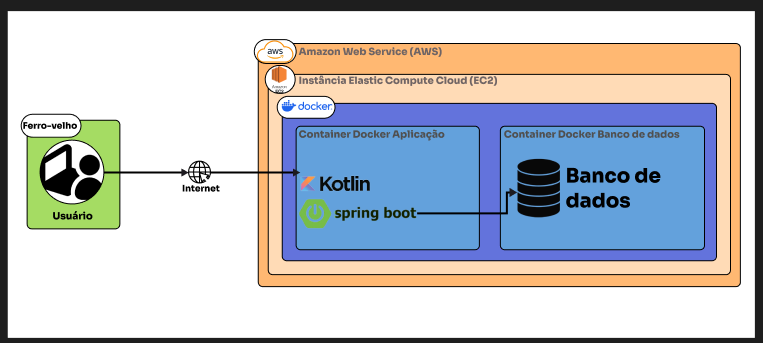 aws
Amazon Web Service (AWS)
Instância Elastic Compute Cloud (EC2)
docker
Ferro-velho
Container Docker Aplicação
Container Docker Banco de dados
Kotlin
Banco de
dados
Internet
spring boot
Usuário